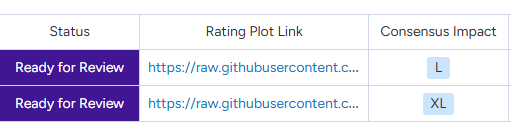 Status Rating Plot Link Consensus Impact
Ready for Review https://raw.githubusercontent.c... L
Ready for Review https://raw.githubusercontent.c... XL